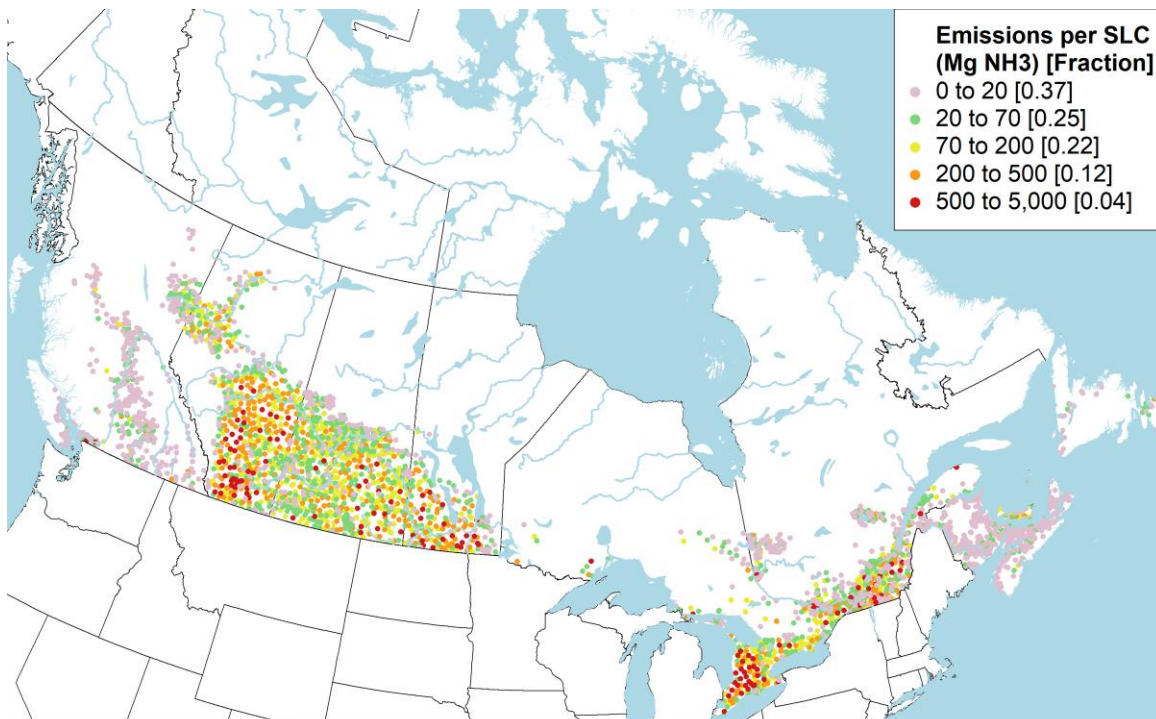 Emissions per SLC
(Mg NH3) [Fraction]
0 to 20 [0.37]
20 to 70 [0.25]
70 to 200 [0.22]
200 to 500 [0.12]
500 to 5,000 [0.04]